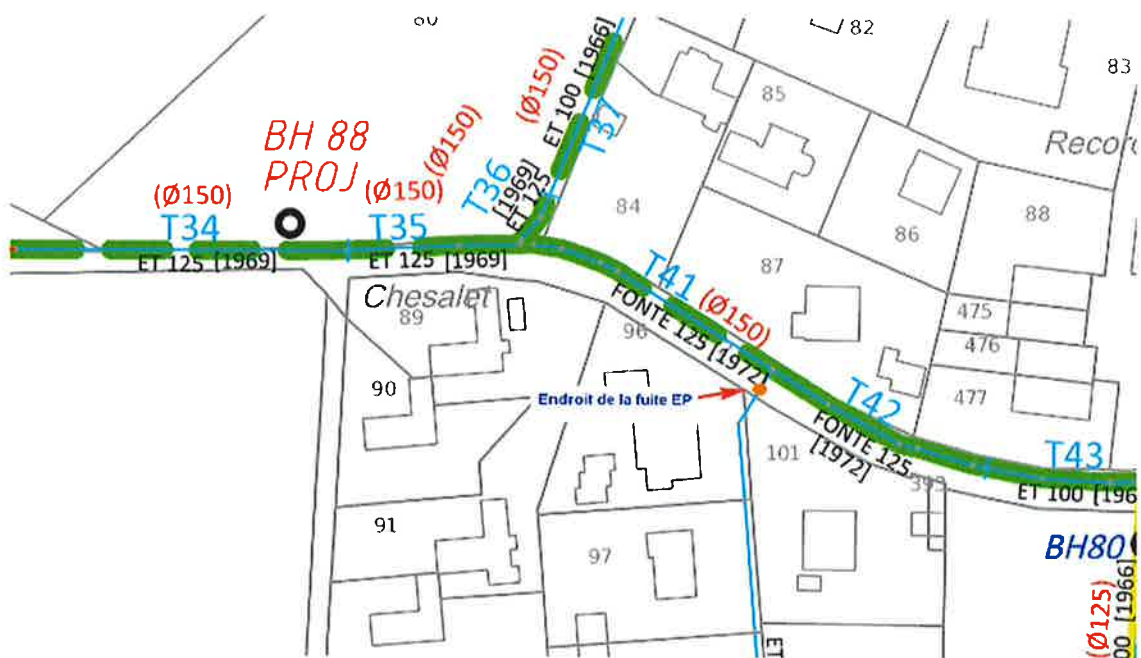 82
83
(Ø150)
ET 100 [1966]
T37
85
Recor
BH 88
PROJ
(Ø150)
(Ø150)
(Ø150)
T34
T35
T36
[1969]
ET 125
84
86
88
ET 125 [1969]
ET 125 [1969]
Chesalet
89
T41
(Ø150)
FONTE 125 [1972]
87
96
475
476
477
90
Endroit de la fuite EP
T42
FONTE 125
[1972]
101
T43
393
ET 100 [196
91
97
BH80
(Ø125)
00 [1966]
ET